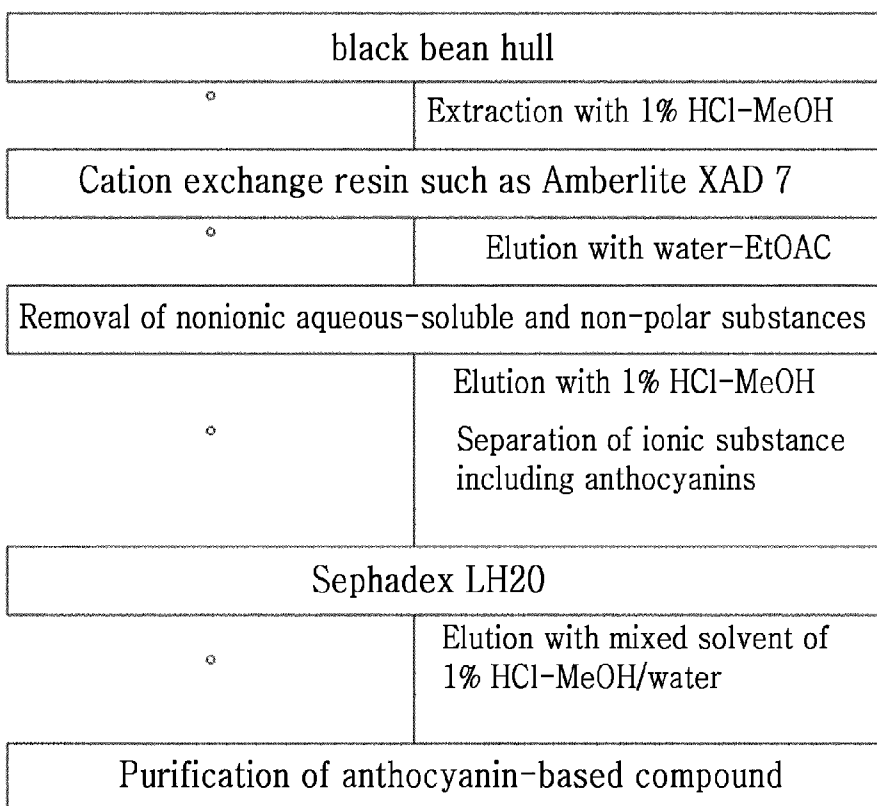 black bean hull
Extraction with 1% HCl-MeOH
Cation exchange resin such as Amberlite XAD 7
Elution with water-EtOAC
Removal of nonionic aqueous-soluble and non-polar substances
Elution with 1% HCl-MeOH
Separation of ionic substance
including anthocyanins
Sephadex LH20
Elution with mixed solvent of
1% HCl-MeOH/water
Purification of anthocyanin-based compound